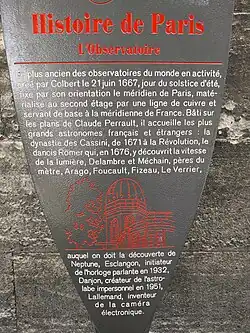 Histoire de Paris
l'Observatoire
plus ancien des observatoires du monde en activité,
par Colbert le 21 juin 1667, jour du solstice d'été,
fixe par son orientation le méridien de Paris, maté-
rialisé au second étage par une ligne de cuivre et
servant de base à la méridienne de France. Bâti sur
les plans de Claude Perrault, il accueille les plus
grands astronomes français et étrangers : la
dynastie des Cassini, de 1671 à la Révolution, le
danois Römer qui, en 1676, y découvrit la vitesse
de la lumière, Delambre et Méchain, pères du
mètre, Arago, Foucault, Fizeau, Le Verrier,
auquel on doit la découverte de
Neptune, Esclangon, initiateur
de l'horloge parlante en 1932,
Danjon, créateur de l'astro-
labe impersonnel en 1951,
Lallemand, inventeur
de la caméra
électronique.